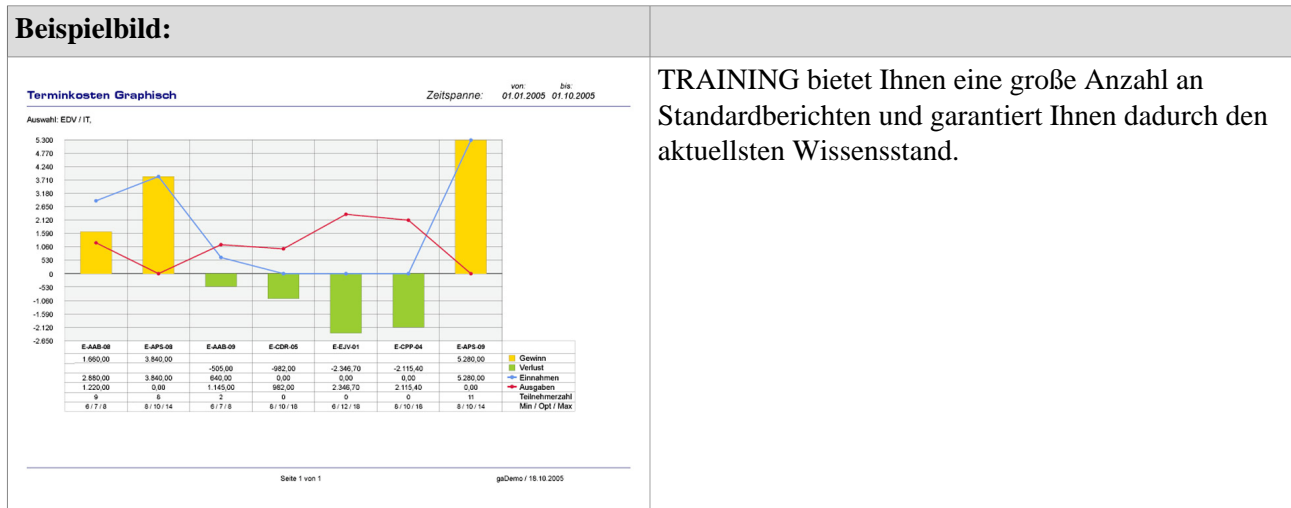 Beispielbild:
Terminkosten Graphisch
Zeitspanne:
von: bis:
01.01.2005 01.10.2005
Auswahl: EDV / IT,
5.300
4.770
4.240
3.710
3.180
2.650
2.120
1.590
1.060
530
0
-530
-1.060
-1.590
-2.120
-2.650
E-AAB-08 E-APS-08 E-AAB-09 E-CDR-05 E-EJV-01 E-CPP-04 E-APS-09
1.660,00 3.840,00 5.280,00 Gewinn
-505,00 -982,00 -2.346,70 -2.115,40 Verlust
2.880,00 3.840,00 640,00 0,00 0,00 0,00 5.280,00 Einnahmen
1.220,00 0,00 1.145,00 982,00 2.346,70 2.115,40 0,00 Ausgaben
9 8 2 0 0 0 11 Teilnehmerzahl
6 / 7 / 8 8 / 10 / 14 6 / 7 / 8 8 / 10 / 18 6 / 12 / 18 8 / 10 / 16 8 / 10 / 14 Min / Opt / Max
Seite 1 von 1
gaDemo / 18.10.2005
TRAINING bietet Ihnen eine große Anzahl an
Standardberichten und garantiert Ihnen dadurch den
aktuellsten Wissensstand.